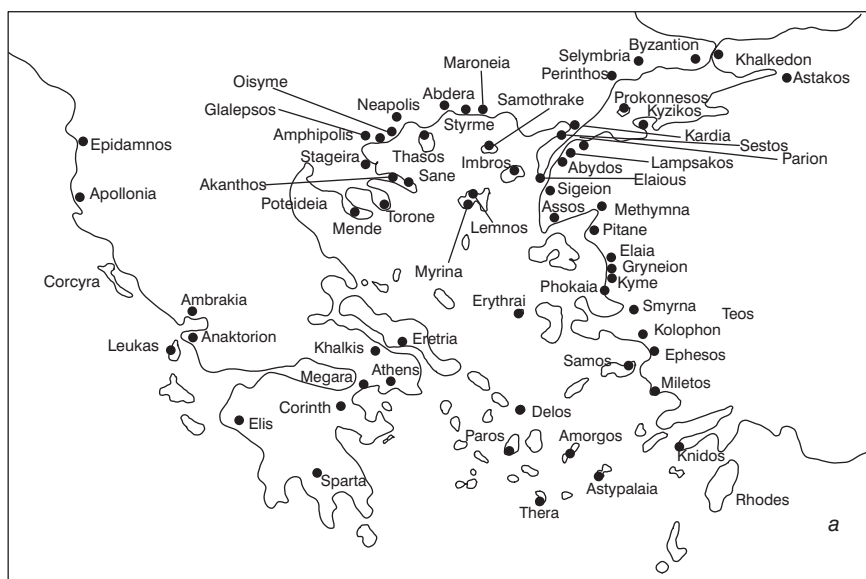 Byzantion
Maroneia
Selymbria
Khalkedon
Oisyme
Perinthos
Astakos
Abdera
Samothrake
Neapolis
Prokonnesos
Glalepsos
Kyzikos
Styrme
Amphipolis
Kardia
Sestos
Epidamnos
Stageira
Thasos
Imbros
Parion
Abydos
Lampsakos
Akanthos
Sane
Elaious
Apollonia
Sigeion
Poteideia
Torone
Assos
Methymna
Mende
Lemnos
Pitane
Elaia
Myrina
Gryneion
Corcyra
Kyme
Phokaia
Ambrakia
Erythrai
Smyrna
Teos
Anaktorion
Kolophon
Leukas
Khalkis
Eretria
Ephesos
Samos
Megara
Athens
Miletos
Corinth
Delos
Elis
Paros
Amorgos
Knidos
Sparta
Astypalaia
Rhodes
Thera
a